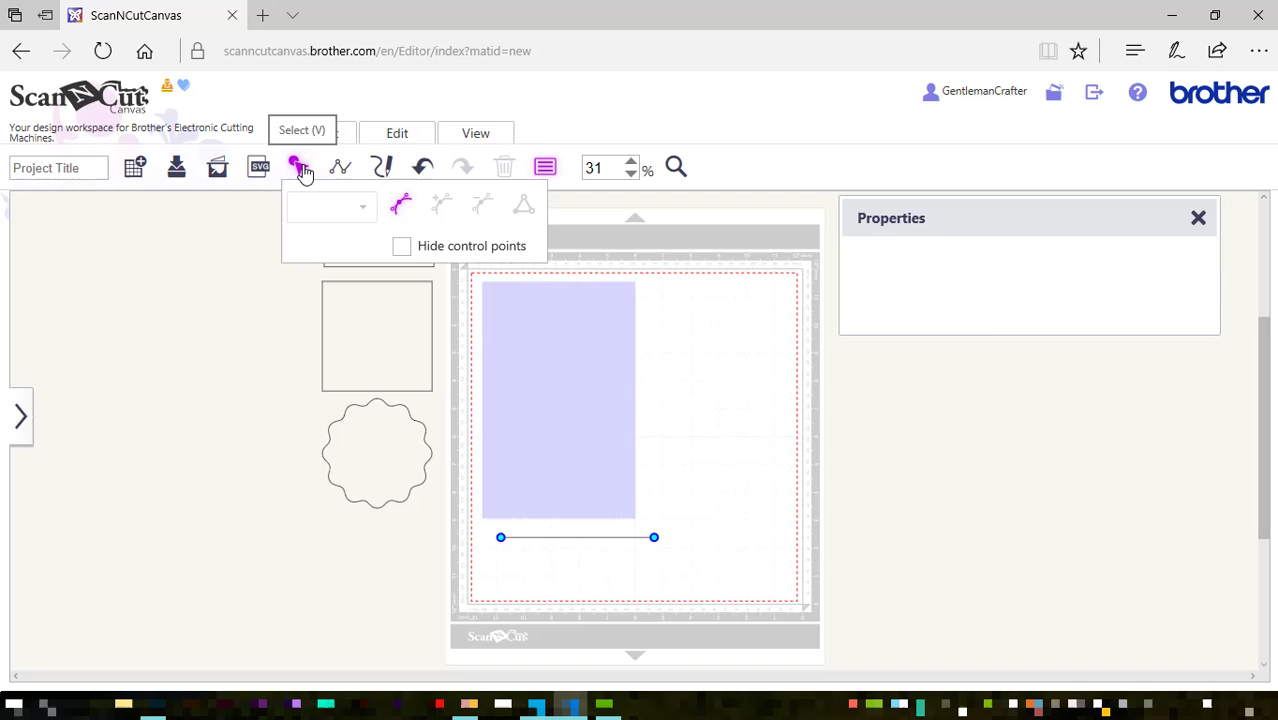 ScanNCutCanvas
scanncutcanvas.brother.com/en/Editor/index?matid=new
ScanNCut
Canvas
GentlemanCrafter
brother
Your design workspace for Brother's Electronic Cutting
Machines.
Select (V)
Edit
View
Project Title
SVG
31
%
Hide control points
Properties
ScanNCut